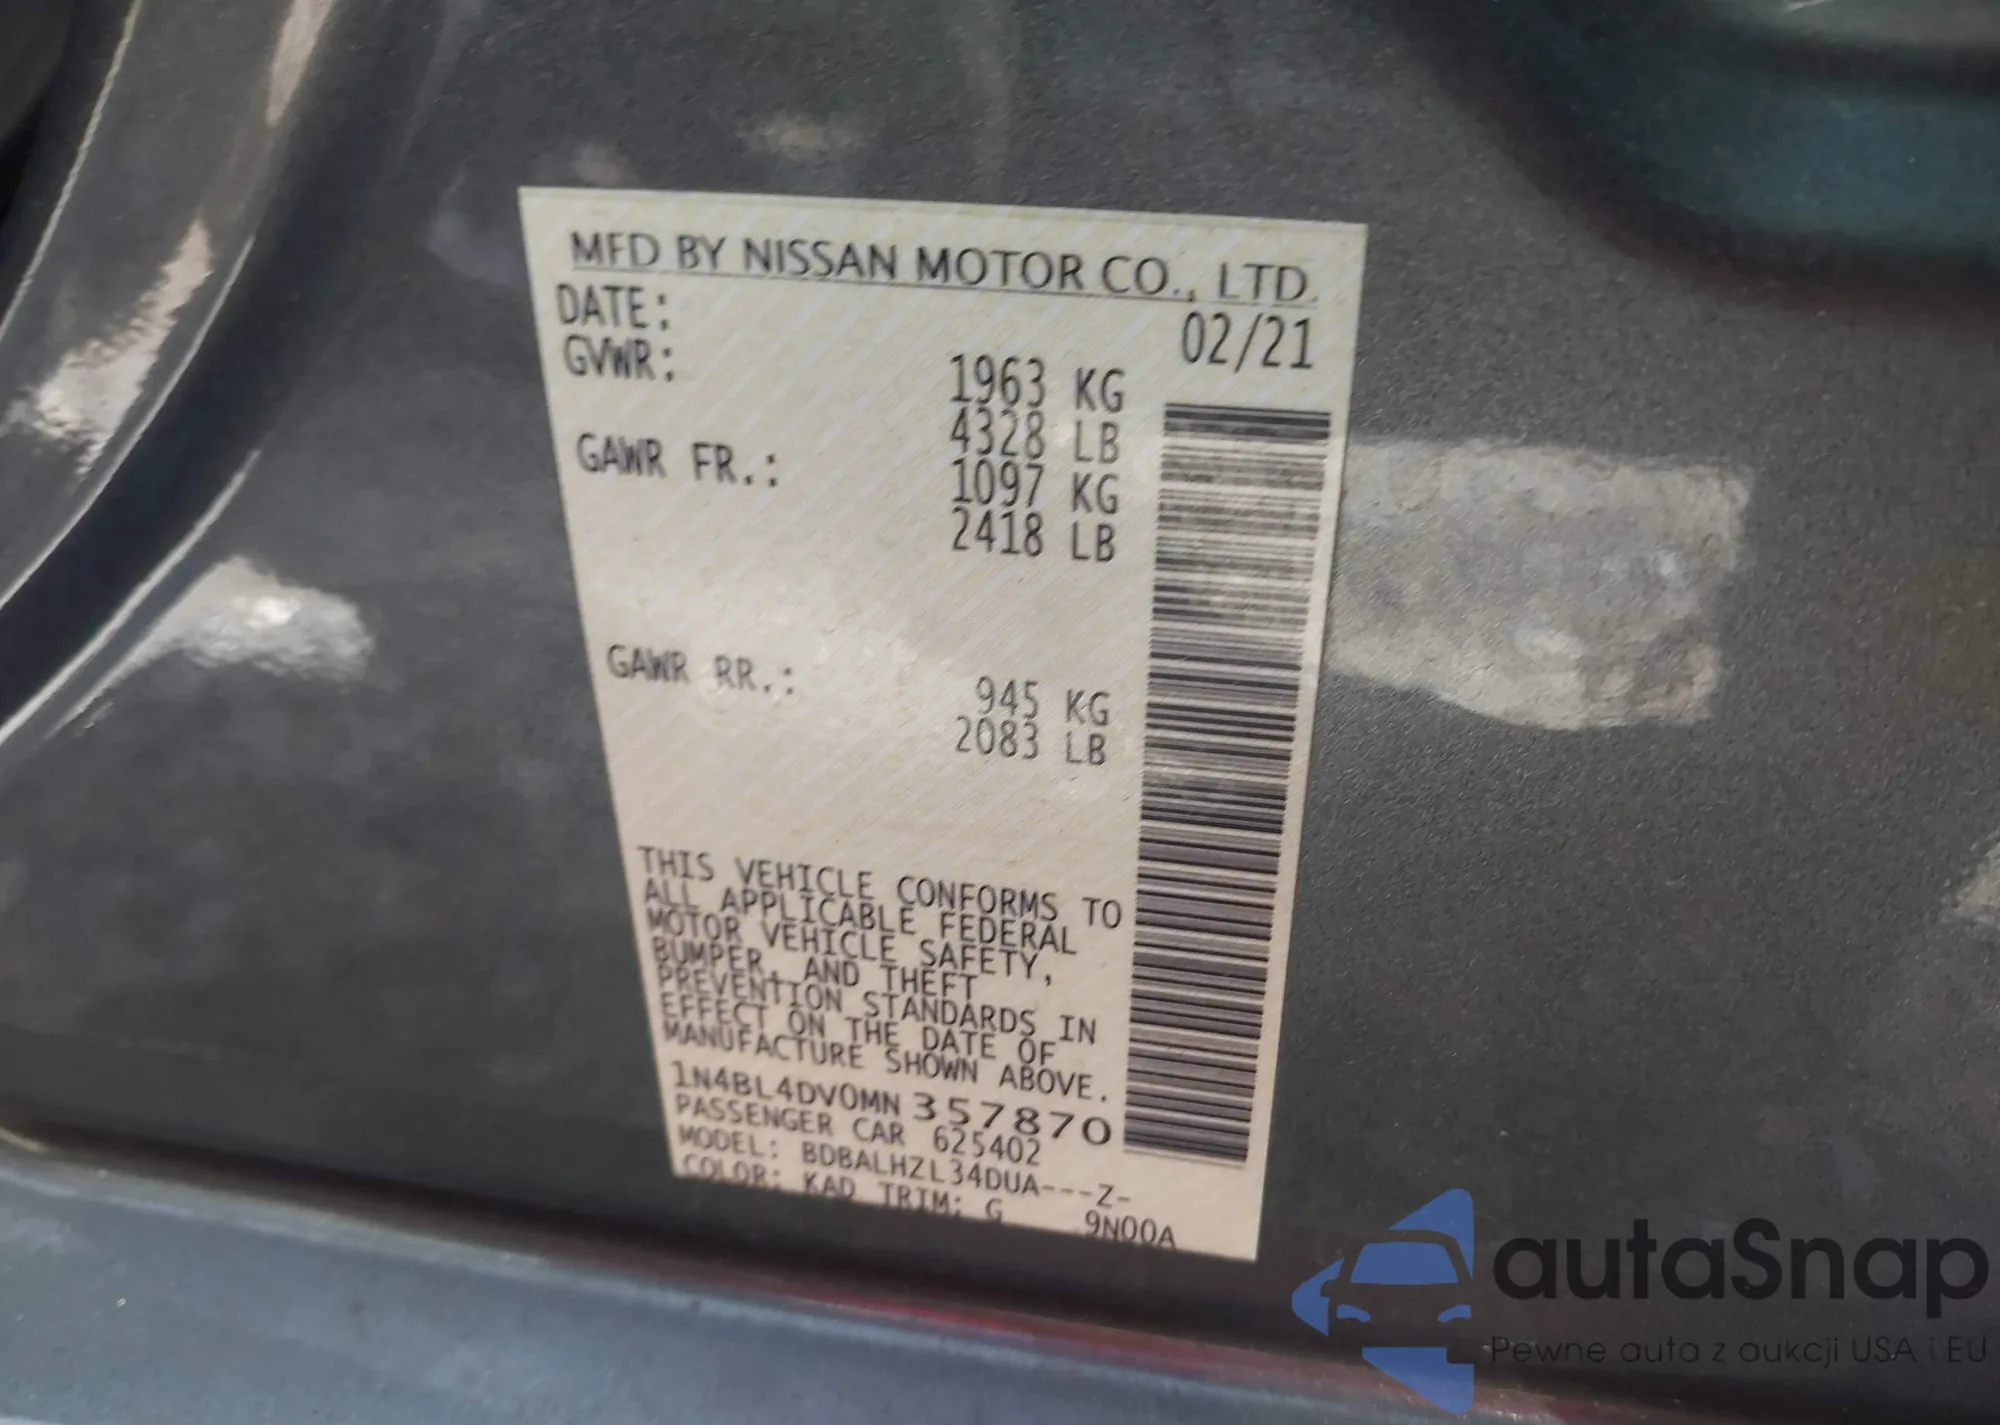 MFD BY NISSAN MOTOR CO., LTD.
DATE: 02/21
GVWR: 1963 KG
4328 LB
GAWR FR.: 1097 KG
2418 LB
GAWR RR.: 945 KG
2083 LB
THIS VEHICLE CONFORMS TO
ALL APPLICABLE FEDERAL
MOTOR VEHICLE SAFETY,
BUMPER, AND THEFT
PREVENTION STANDARDS IN
EFFECT ON THE DATE OF
MANUFACTURE SHOWN ABOVE.
1N4BL4DV0MN357870
PASSENGER CAR 625402
MODEL: BDBALHZL34DUA---Z-
COLOR: KAD TRIM: G 9N00A
autaSnap
Pewne auta z aukcji USA i EU